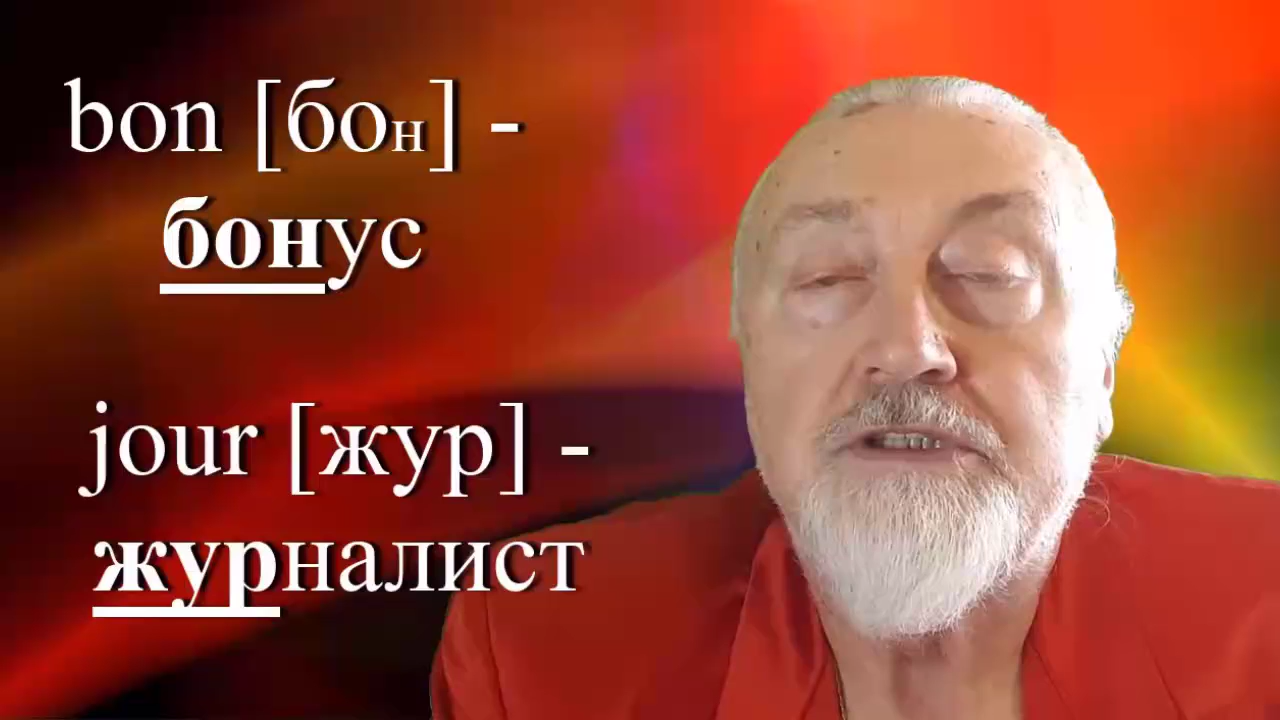 bon [бон] -
бонус
jour [жур] -
журналист